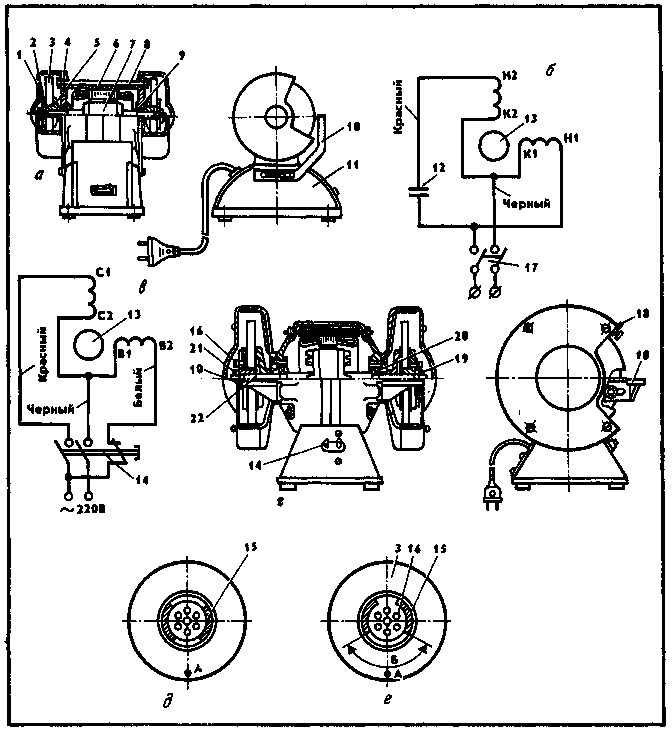 1 2 3 4 5 6 7 8 9
а
10
11
в
б
Н2
Красный
К2
13
Н1
К1
12
Черный
17
С1
С2
13
В1 В2
Красный
Белый
Черный
14
~220В
16
21
10
22
20
19
14
г
18
10
15
А
д
3 14 15
Б
А
е